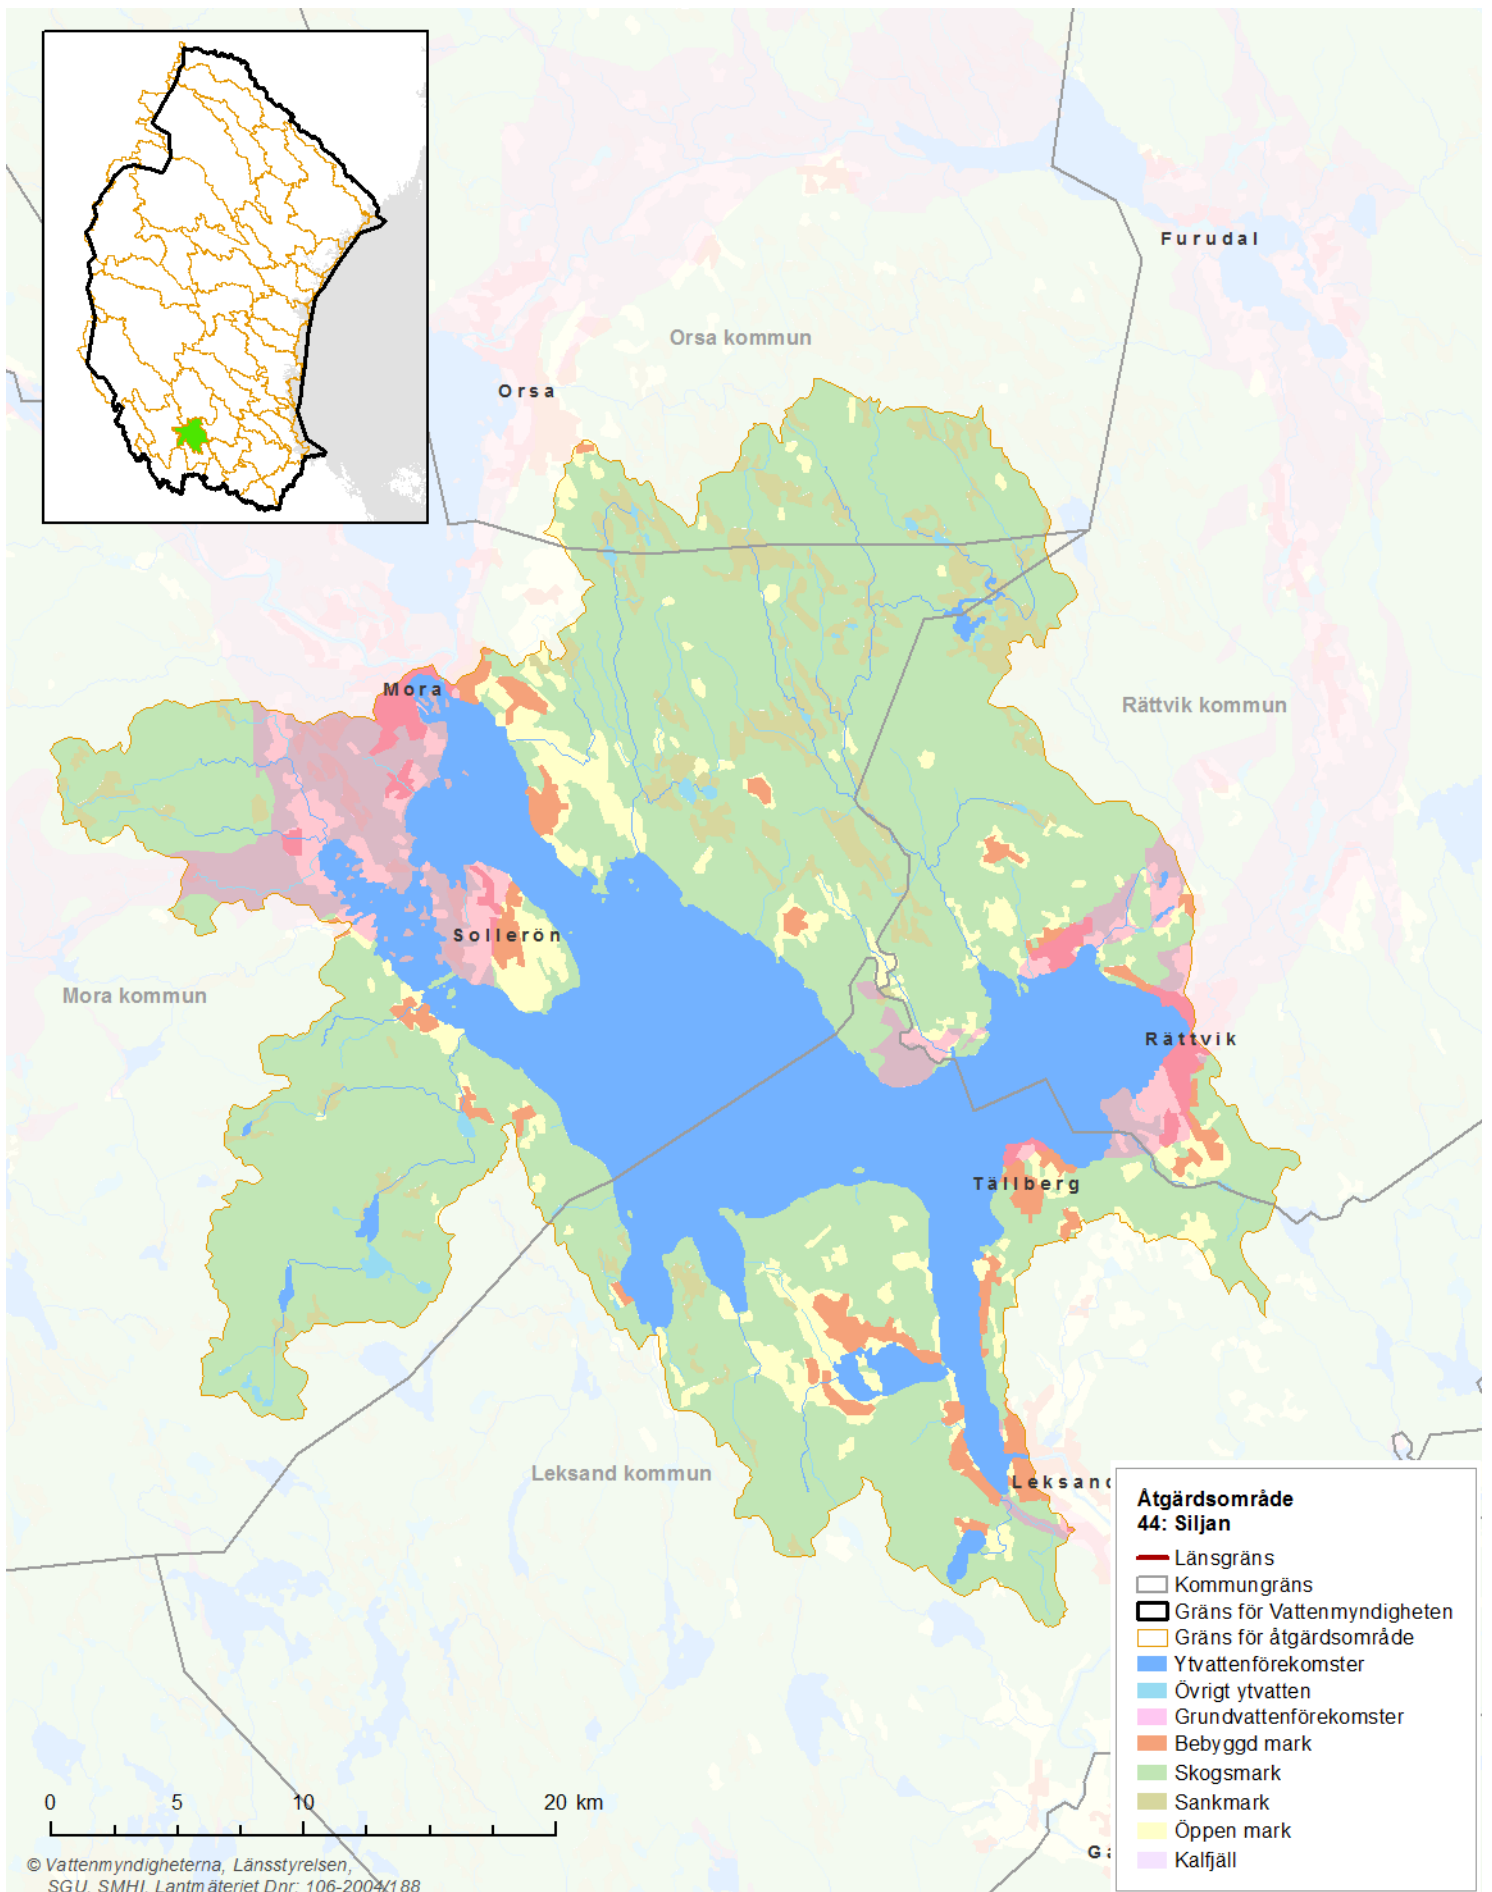 Furudal
Orsa kommun
Orsa
Mora
Rättvik kommun
Sollerön
Mora kommun
Rättvik
Tällberg
Leksand kommun
Åtgärdsområde
44: Siljan
Länsgräns
Kommungräns
Gräns för Vattenmyndigheten
Gräns för åtgärdsområde
Ytvattenförekomster
Övrigt ytvatten
Grundvattenförekomster
Bebyggd mark
Skogsmark
Sankmark
Öppen mark
Kalfjäll
Leksand
0 5 10 20 km
Ga
© Vattenmyndigheterna, Länsstyrelsen,
SGU, SMHI, Lantmäteriet Dnr: 106-2004/188